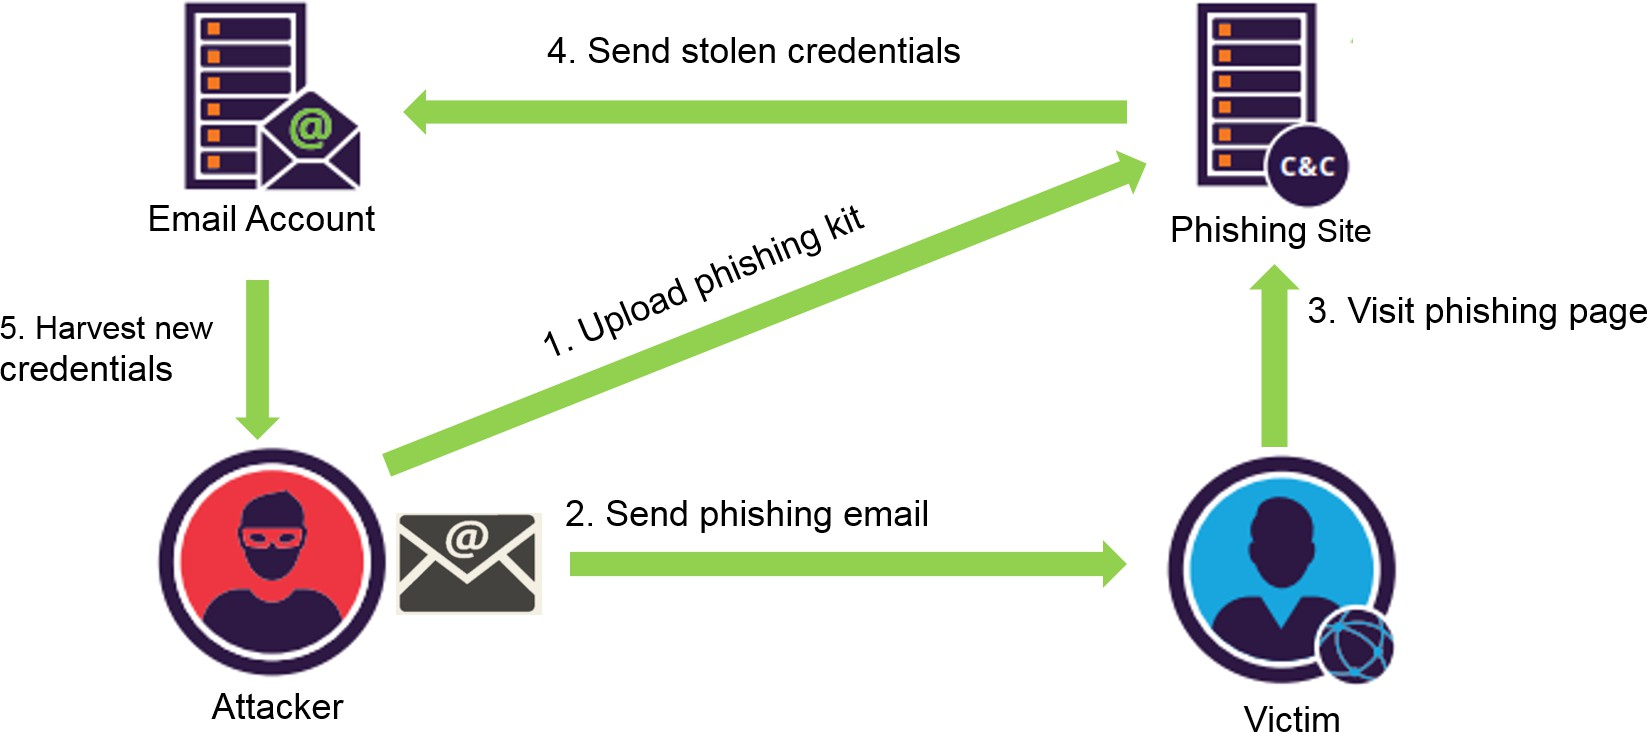 4. Send stolen credentials
@
C&C
Email Account
Phishing Site
1. Upload phishing kit
5. Harvest new
credentials
3. Visit phishing page
2. Send phishing email
@
Attacker
Victim